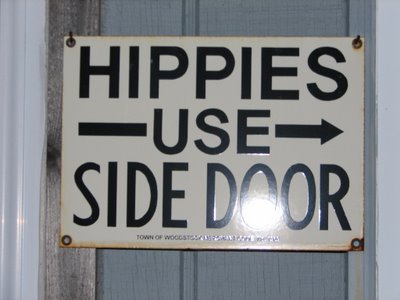 HIPPIES
USE
SIDE DOOR
TOWN OF